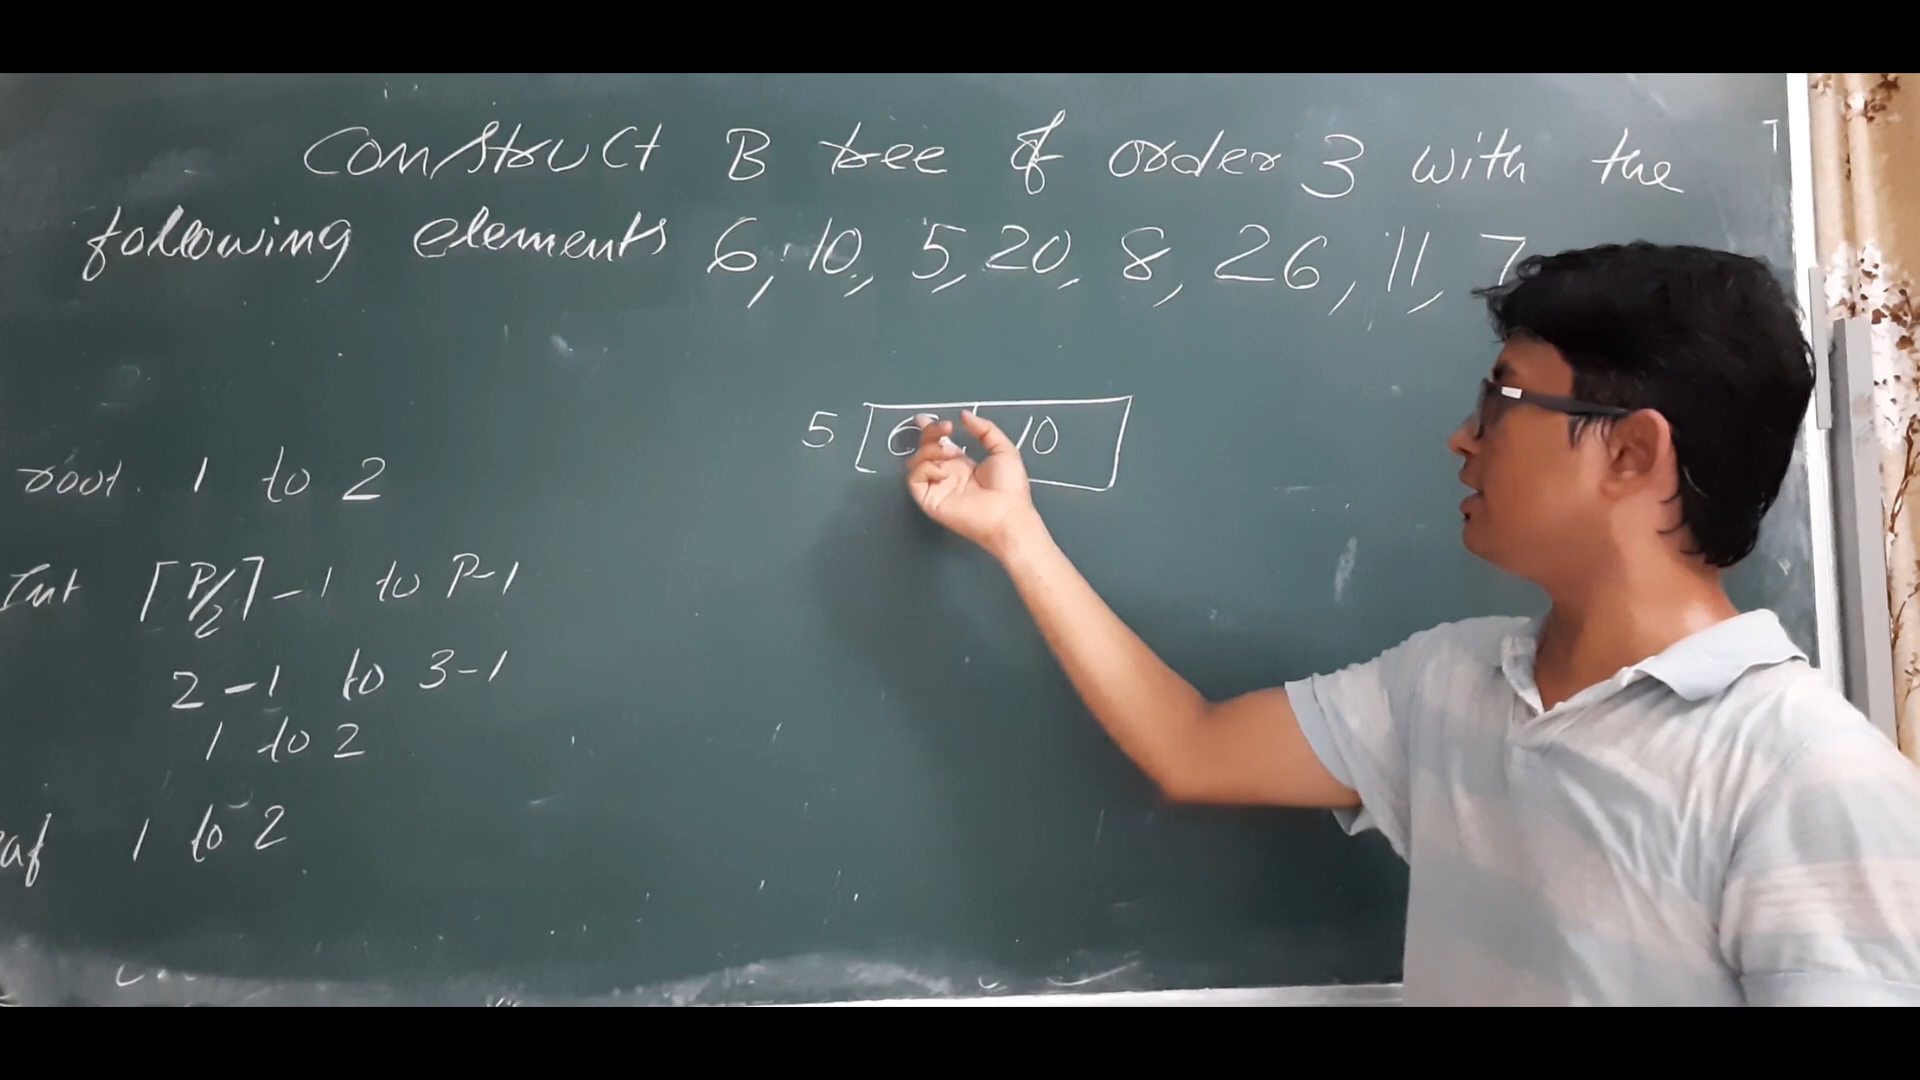 Construct B tree of order 3 with the
following elements 6, 10, 5, 20, 8, 26, 11, 7
5 6 10
root. 1 to 2
Int ⌈P/2⌉-1 to P-1
2-1 to 3-1
1 to 2
eaf 1 to 2